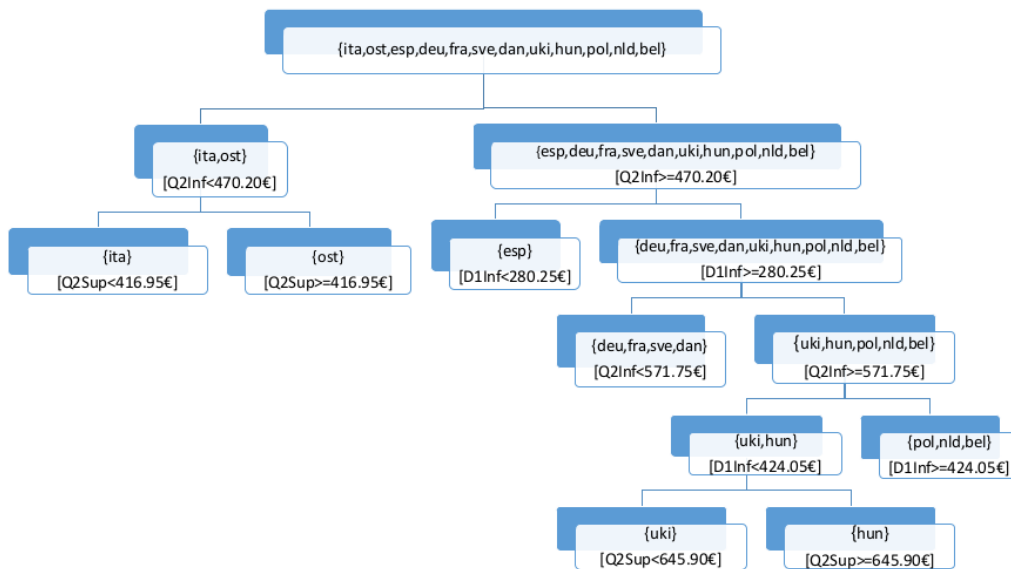 {ita,ost,esp,deu,fra,sve,dan,uki,hun,pol,nld,bel}
{ita,ost}
[Q2Inf<470.20€]
{esp,deu,fra,sve,dan,uki,hun,pol,nld,bel}
[Q2Inf>=470.20€]
{ita}
[Q2Sup<416.95€]
{ost}
[Q2Sup>=416.95€]
{esp}
[D1Inf<280.25€]
{deu,fra,sve,dan,uki,hun,pol,nld,bel}
[D1Inf>=280.25€]
{deu,fra,sve,dan}
[Q2Inf<571.75€]
{uki,hun,pol,nld,bel}
[Q2Inf>=571.75€]
{uki,hun}
[D1Inf<424.05€]
{pol,nld,bel}
[D1Inf>=424.05€]
{uki}
[Q2Sup<645.90€]
{hun}
[Q2Sup>=645.90€]